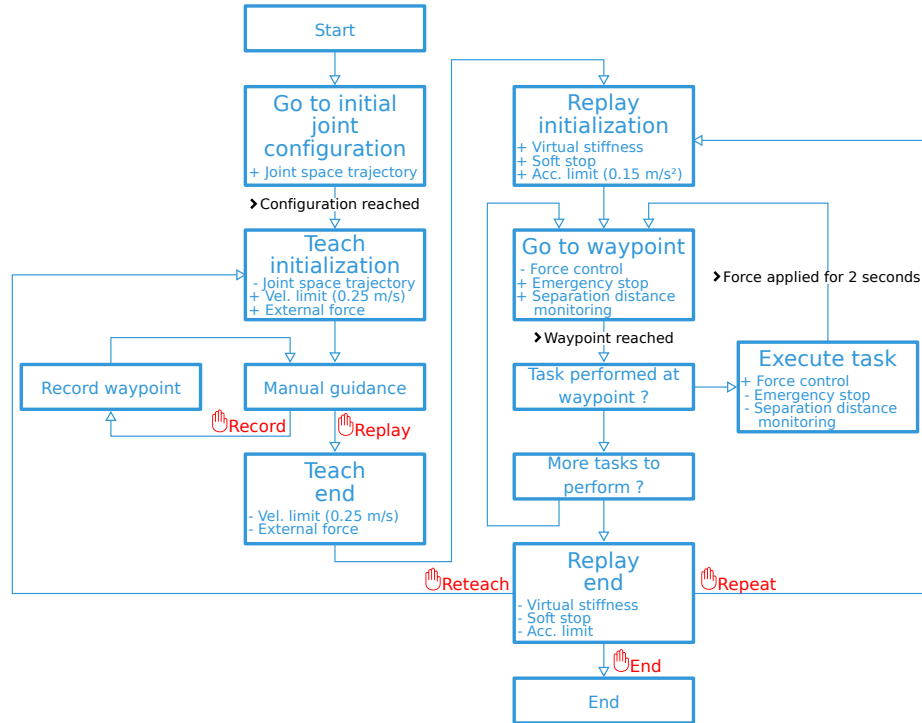 Start
Go to initial
joint
configuration
+ Joint space trajectory
Configuration reached
Teach
initialization
- Joint space trajectory
+ Vel. limit (0.25 m/s)
+ External force
Record waypoint
Manual guidance
Record
Replay
Teach
end
- Vel. limit (0.25 m/s)
- External force
Replay
initialization
+ Virtual stiffness
+ Soft stop
+ Acc. limit (0.15 m/s²)
Go to waypoint
- Force control
+ Emergency stop
+ Separation distance
monitoring
Force applied for 2 seconds
Waypoint reached
Task performed at
waypoint ?
Execute task
+ Force control
- Emergency stop
- Separation distance
monitoring
More tasks to
perform ?
Replay
end
- Virtual stiffness
- Soft stop
- Acc. limit
Reteach
Repeat
End
End